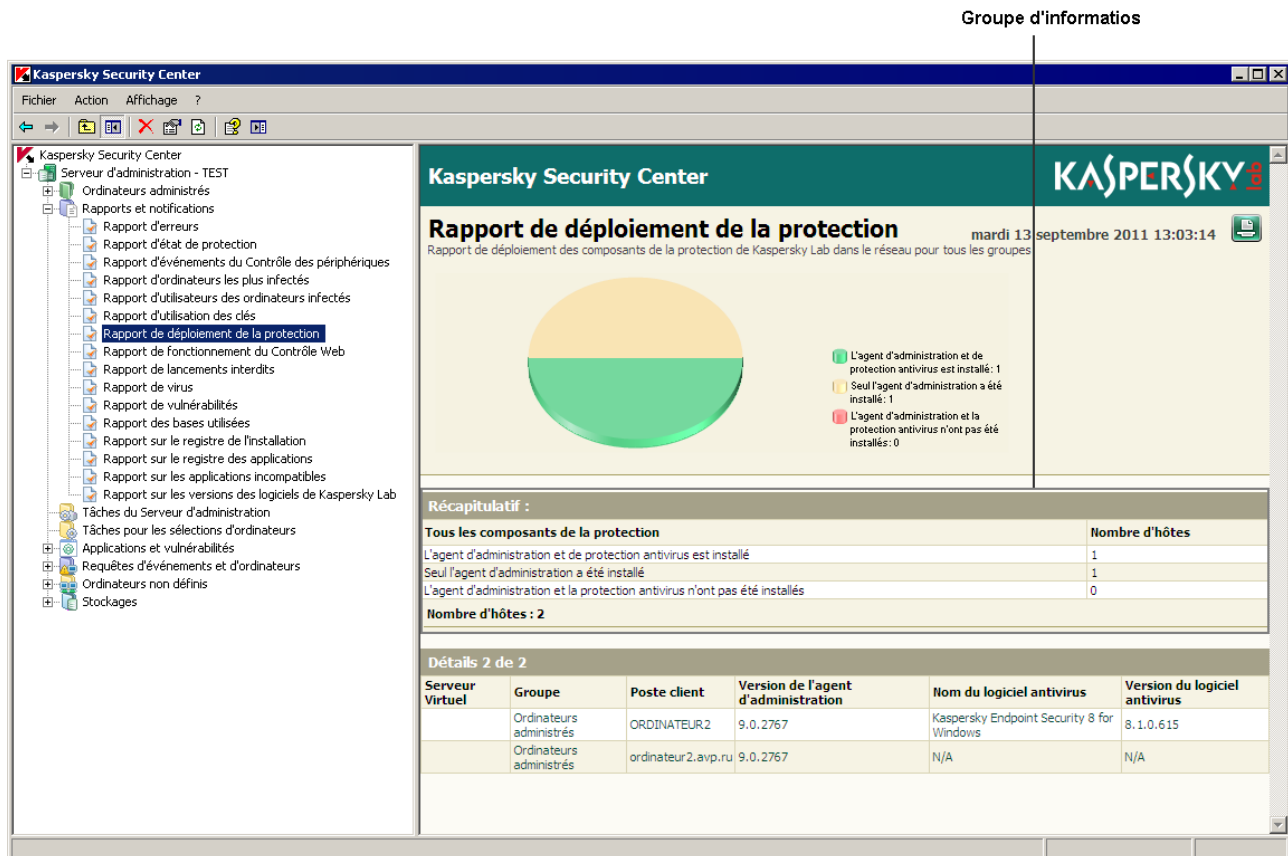 Groupe d'informatios
Kaspersky Security Center
Fichier Action Affichage ?
Kaspersky Security Center
Serveur d'administration - TEST
Ordinateurs administrés
Rapports et notifications
Rapport d'erreurs
Rapport d'état de protection
Rapport d'événements du Contrôle des périphériques
Rapport d'ordinateurs les plus infectés
Rapport d'utilisateurs des ordinateurs infectés
Rapport d'utilisation des clés
Rapport de déploiement de la protection
Rapport de fonctionnement du Contrôle Web
Rapport de lancements interdits
Rapport de virus
Rapport de vulnérabilités
Rapport des bases utilisées
Rapport sur le registre de l'installation
Rapport sur le registre des applications
Rapport sur les applications incompatibles
Rapport sur les versions des logiciels de Kaspersky Lab
Tâches du Serveur d'administration
Tâches pour les sélections d'ordinateurs
Applications et vulnérabilités
Requêtes d'événements et d'ordinateurs
Ordinateurs non définis
Stockages
Kaspersky Security Center
KASPERSKY lab
Rapport de déploiement de la protection
mardi 13 septembre 2011 13:03:14
Rapport de déploiement des composants de la protection de Kaspersky Lab dans le réseau pour tous les groupes
L'agent d'administration et de
protection antivirus est installé: 1
Seul l'agent d'administration a été
installé: 1
L'agent d'administration et la
protection antivirus n'ont pas été
installés: 0
Récapitulatif :
Tous les composants de la protection Nombre d'hôtes
L'agent d'administration et de protection antivirus est installé 1
Seul l'agent d'administration a été installé 1
L'agent d'administration et la protection antivirus n'ont pas été installés 0
Nombre d'hôtes : 2
Détails 2 de 2
Serveur Virtuel Groupe Poste client Version de l'agent d'administration Nom du logiciel antivirus Version du logiciel antivirus
Ordinateurs administrés ORDINATEUR2 9.0.2767 Kaspersky Endpoint Security 8 for Windows 8.1.0.615
Ordinateurs administrés ordinateur2.avp.ru 9.0.2767 N/A N/A